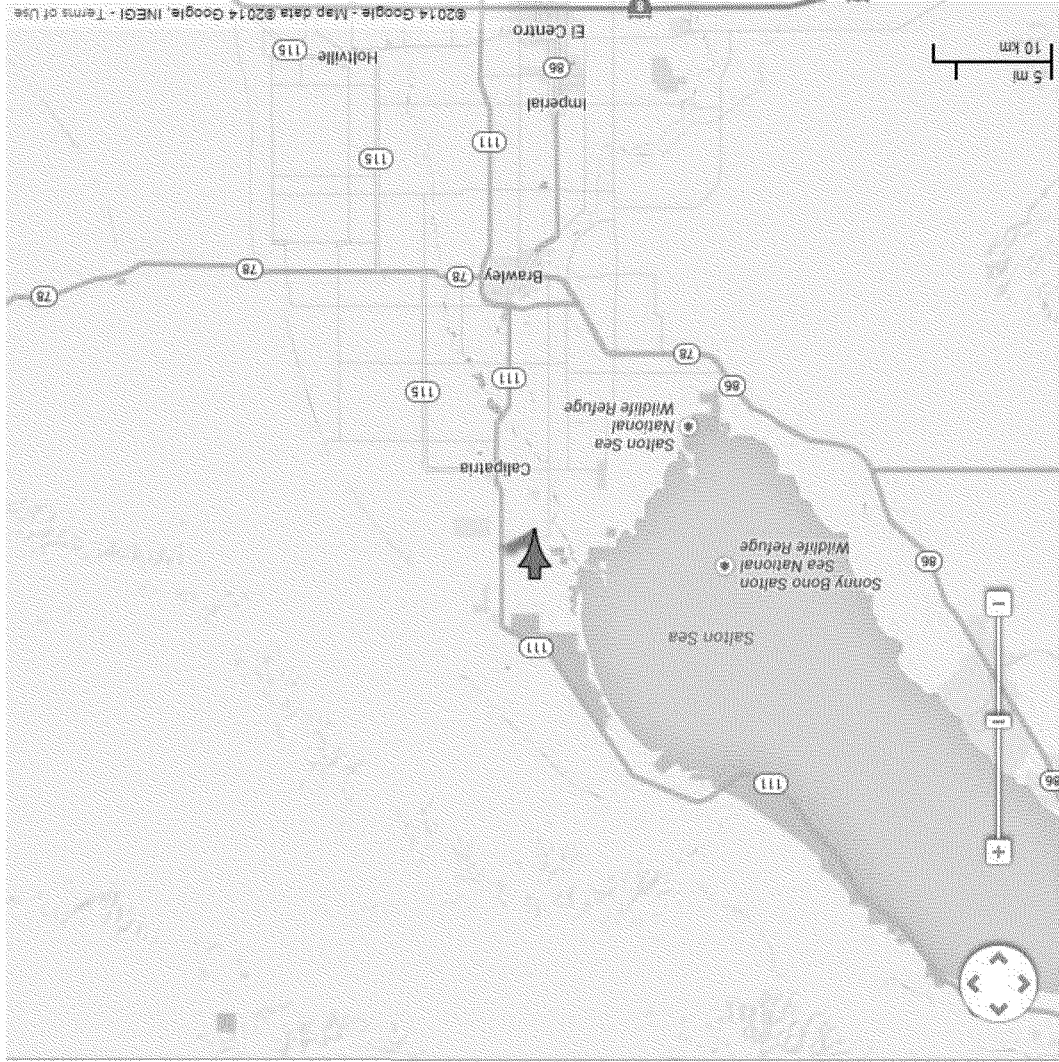 +
111
86
111
Salton Sea
−
Sonny Bono Salton
Sea National
Wildlife Refuge
86
Calipatria
Salton Sea
National
Wildlife Refuge
115
86
111
78
78
Brawley
78
78
115
111
Imperial
5 mi
10 km
86
Holtville
115
El Centro
8
©2014 Google - Map data ©2014 Google, INEGI - Terms of Use